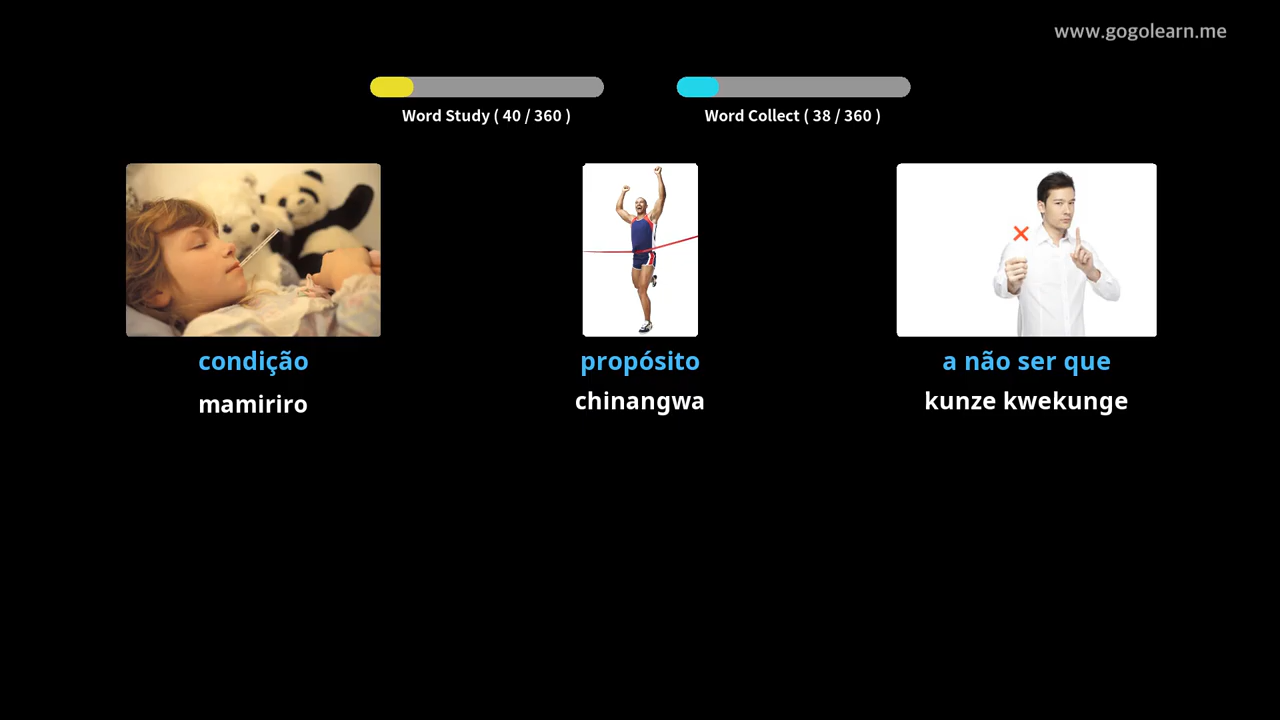 www.gogolearn.me
Word Study ( 40 / 360 )
Word Collect ( 38 / 360 )
condição
propósito
a não ser que
mamiriro
chinangwa
kunze kwekunge